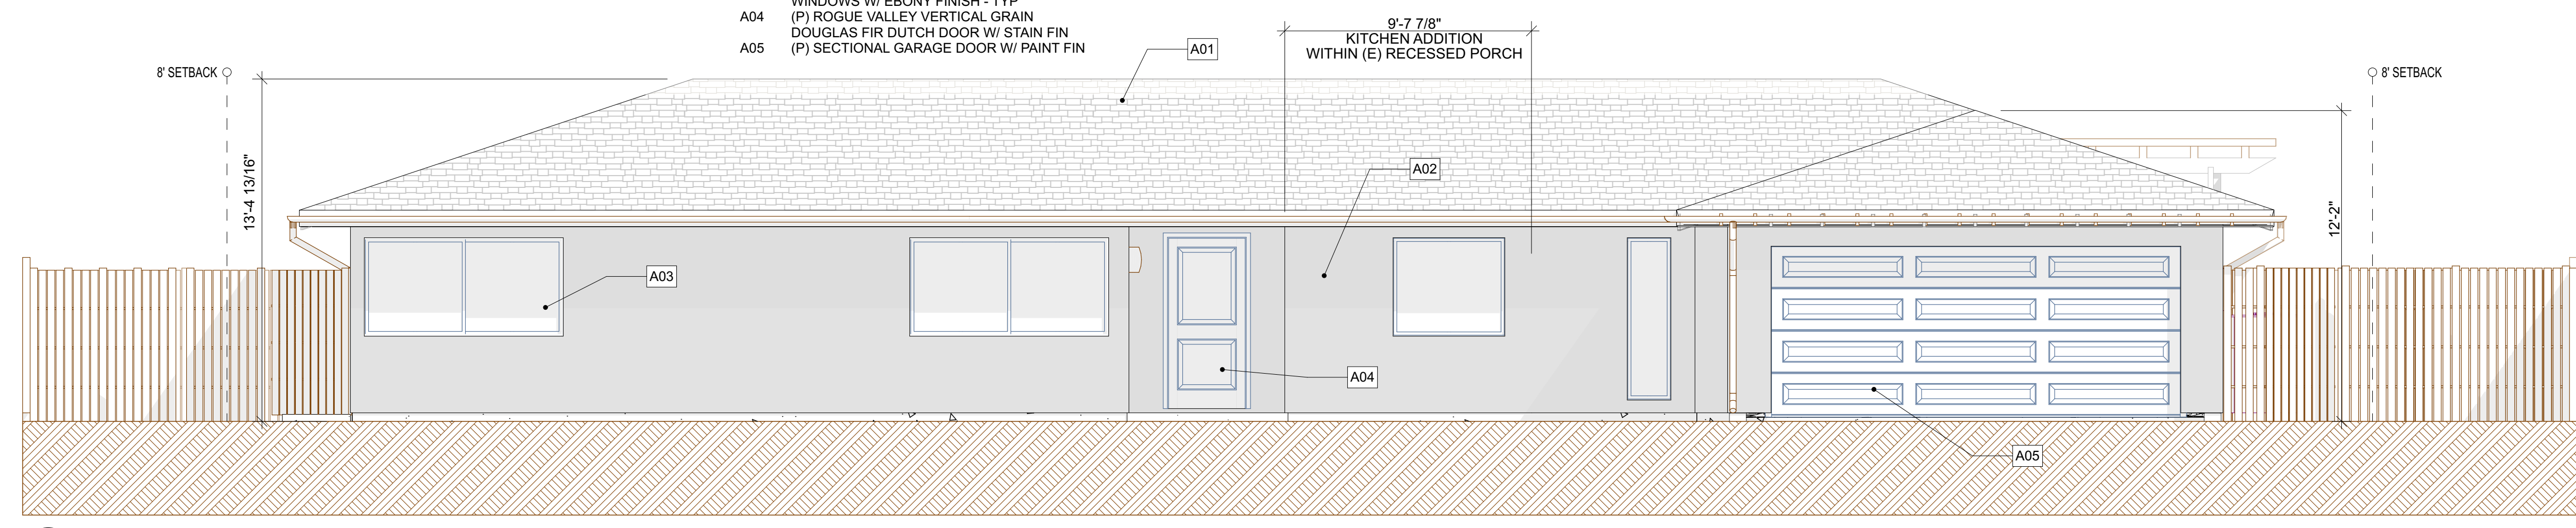 WINDOWS W/ EBONY FINISH - TYP
A04 (P) ROGUE VALLEY VERTICAL GRAIN
DOUGLAS FIR DUTCH DOOR W/ STAIN FIN
A05 (P) SECTIONAL GARAGE DOOR W/ PAINT FIN
9'-7 7/8"
KITCHEN ADDITION
WITHIN (E) RECESSED PORCH
A01
8' SETBACK
8' SETBACK
13'-4 13/16"
12'-2"
A02
A03
A04
A05